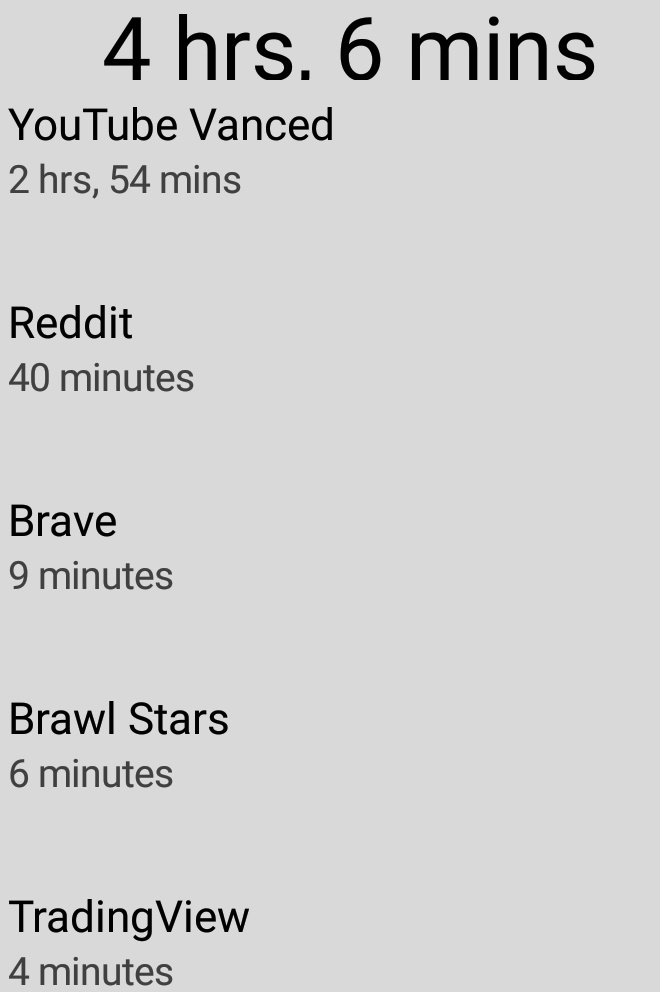 4 hrs. 6 mins
YouTube Vanced
2 hrs, 54 mins
Reddit
40 minutes
Brave
9 minutes
Brawl Stars
6 minutes
TradingView
4 minutes